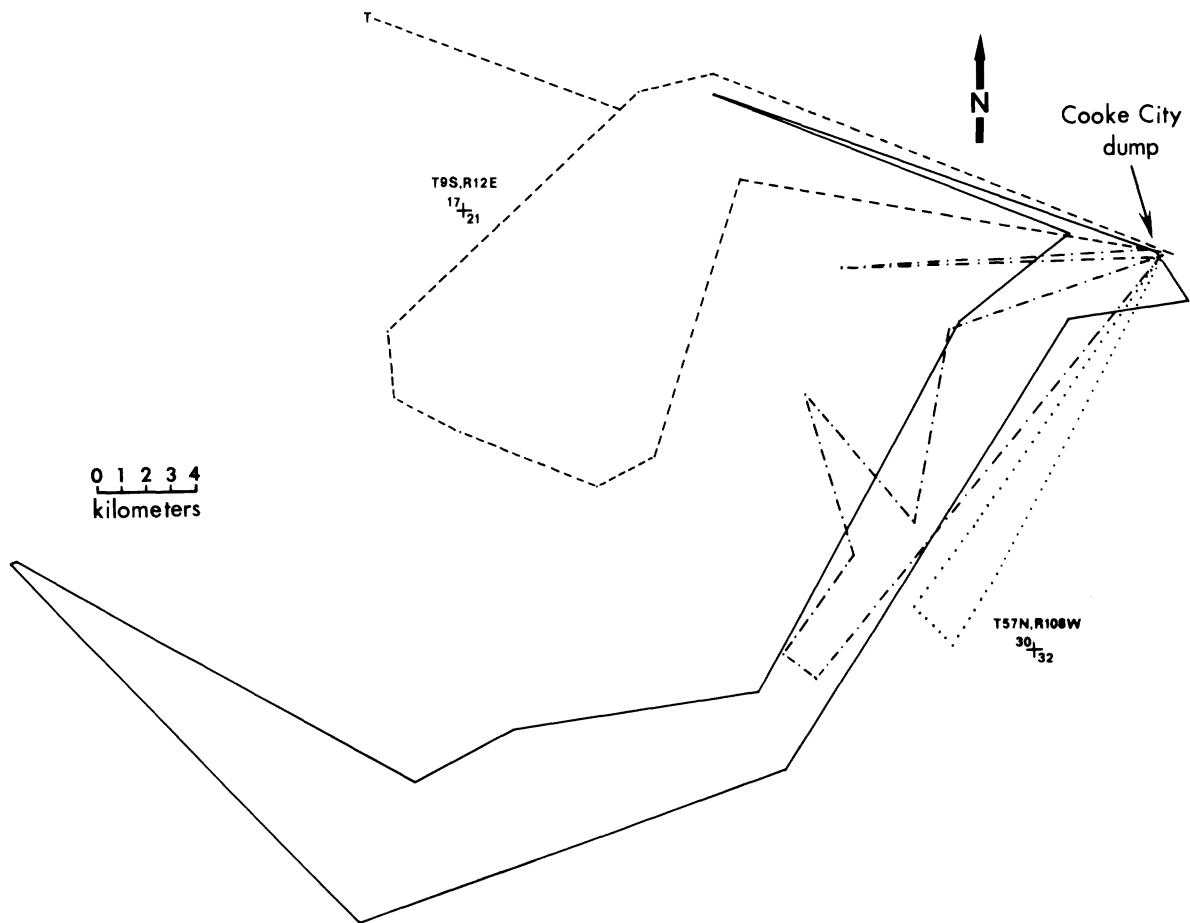 T
N
Cooke City
dump
T9S,R12E
17
21
0 1 2 3 4
kilometers
T57N,R108W
30
32